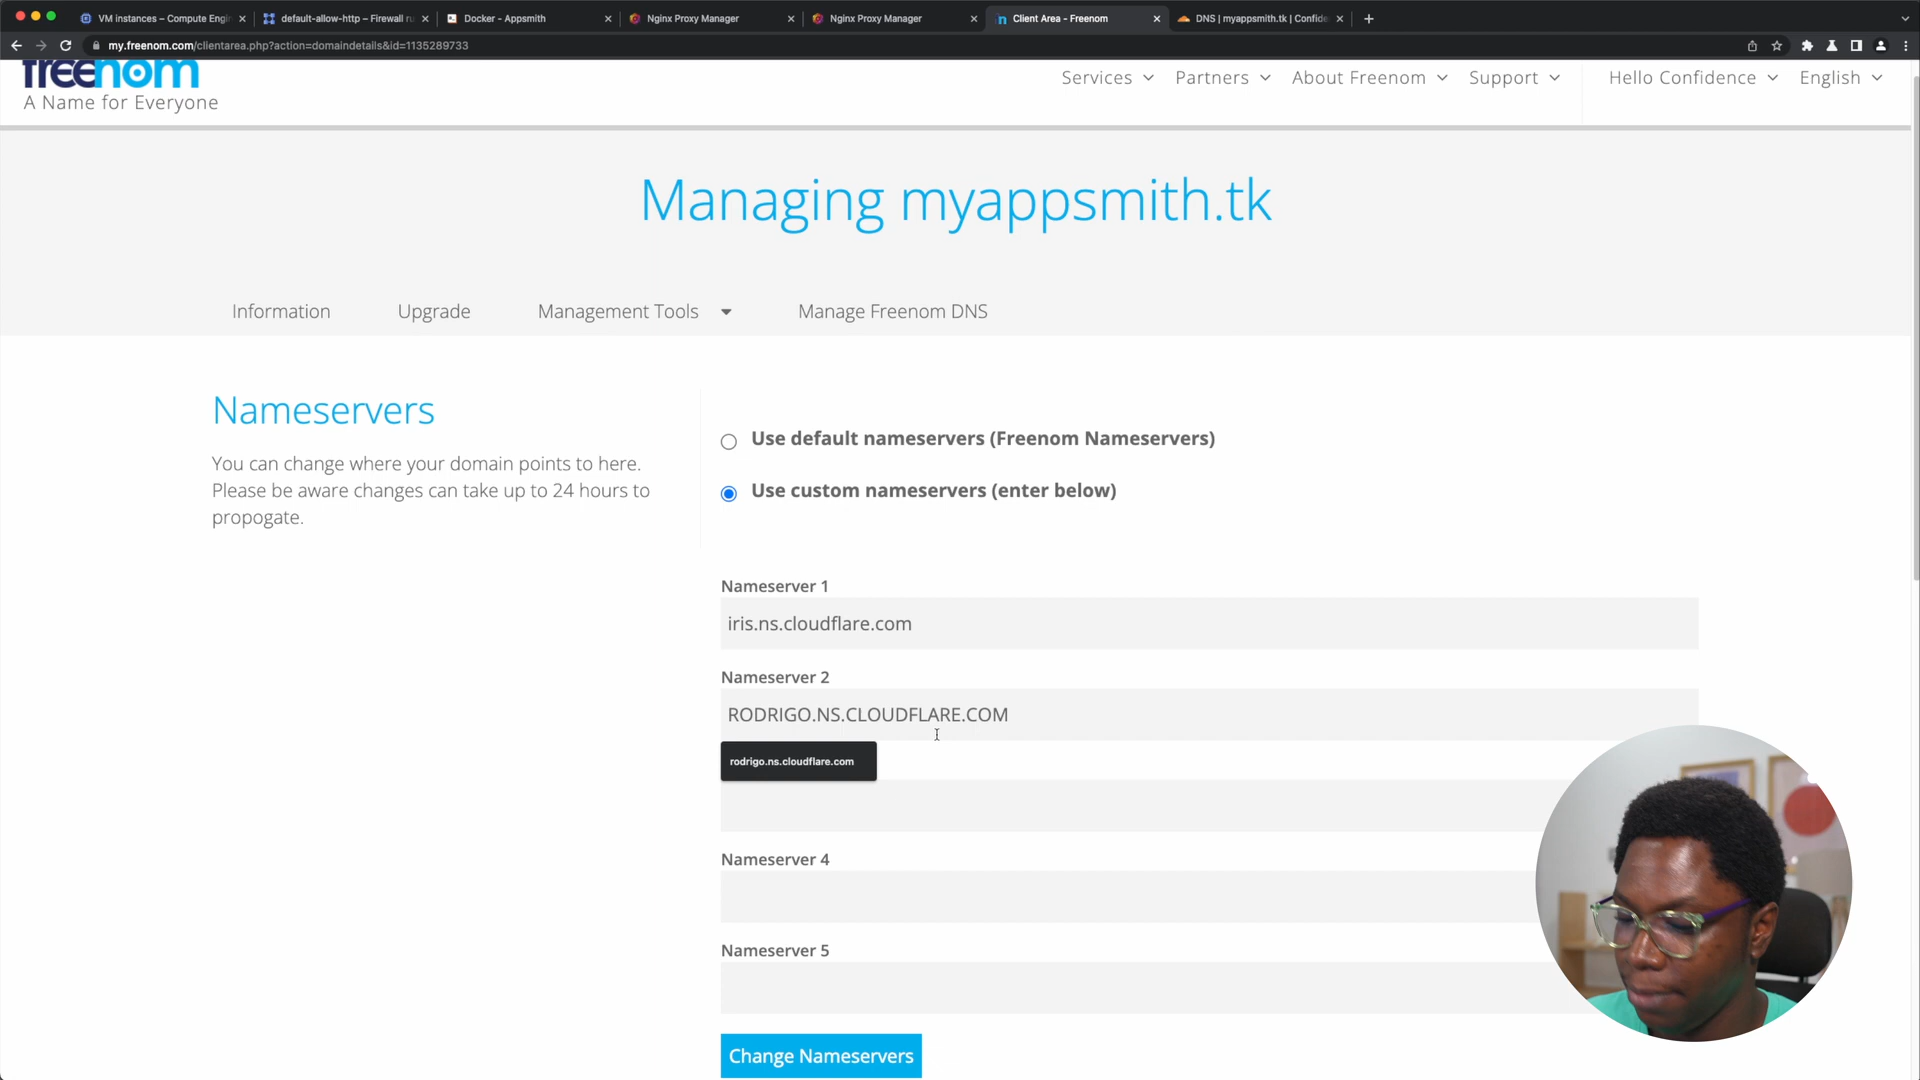 VM instances – Compute Engi
default-allow-http – Firewall ru
Docker - Appsmith
Nginx Proxy Manager
Nginx Proxy Manager
Client Area - Freenom
DNS | myappsmith.tk | Confide
my.freenom.com/clientarea.php?action=domaindetails&id=1135289733
freenom
A Name for Everyone
Services
Partners
About Freenom
Support
Hello Confidence
English
Managing myappsmith.tk
Information
Upgrade
Management Tools
Manage Freenom DNS
Nameservers
You can change where your domain points to here.
Please be aware changes can take up to 24 hours to
propogate.
Use default nameservers (Freenom Nameservers)
Use custom nameservers (enter below)
Nameserver 1
iris.ns.cloudflare.com
Nameserver 2
RODRIGO.NS.CLOUDFLARE.COM
rodrigo.ns.cloudflare.com
Nameserver 4
Nameserver 5
Change Nameservers